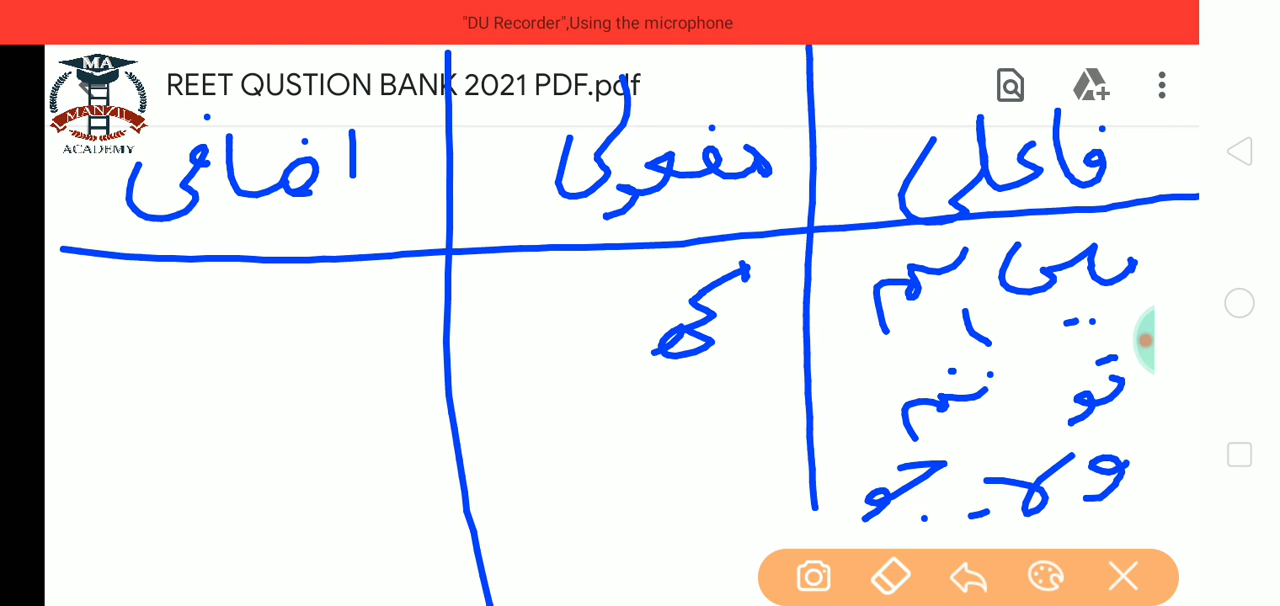 "DU Recorder",Using the microphone
REET QUSTION BANK 2021 PDF.pdf
MA
MANZIL
ACADEMY
فاعلی مفعولی اضافی
میں ہم
تو تم
وہ جو